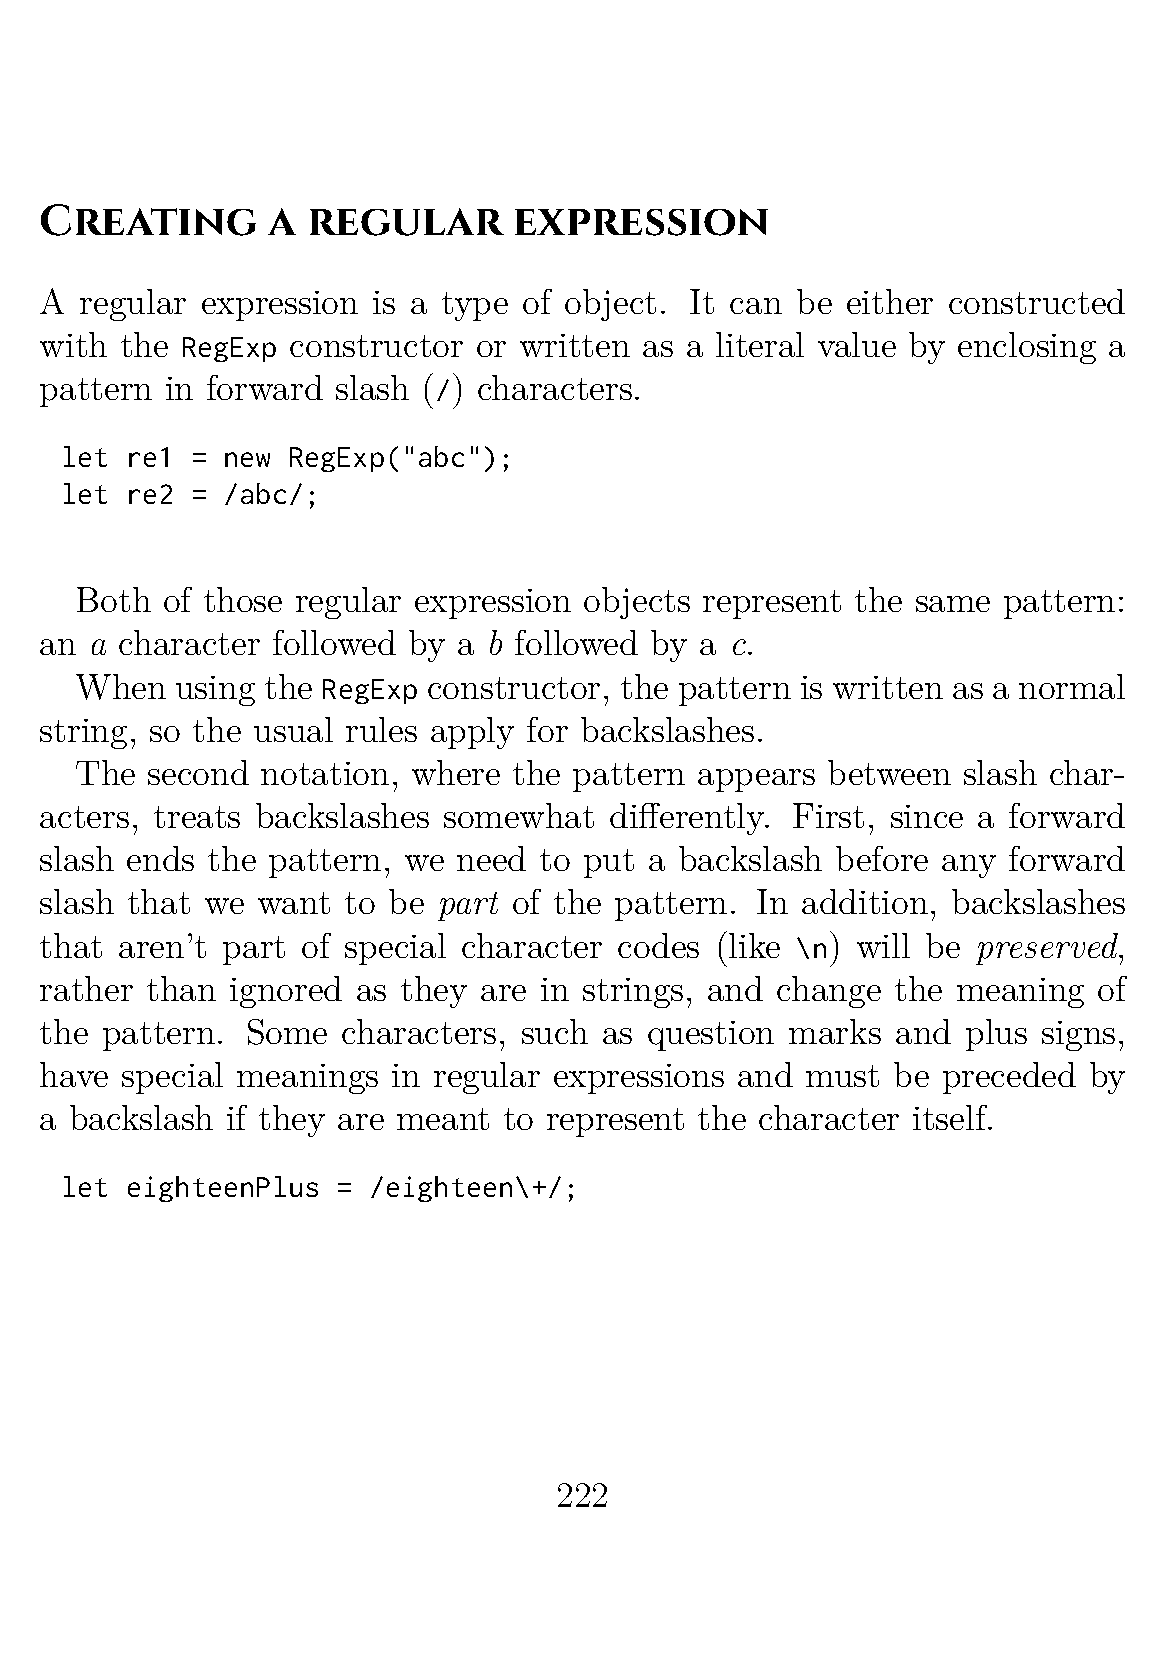 Creating a regular expression
A regular expression is a type of object. It can be either constructed
with the RegExp constructor or written as a literal value by enclosing a
pattern in forward slash (/) characters.
let re1 = new RegExp("abc");
let re2 = /abc/;
Both of those regular expression objects represent the same pattern:
an a character followed by a b followed by a c.
When using the RegExp constructor, the pattern is written as a normal
string, so the usual rules apply for backslashes.
The second notation, where the pattern appears between slash char-
acters, treats backslashes somewhat differently. First, since a forward
slash ends the pattern, we need to put a backslash before any forward
slash that we want to be part of the pattern. In addition, backslashes
that aren't part of special character codes (like \n) will be preserved,
rather than ignored as they are in strings, and change the meaning of
the pattern. Some characters, such as question marks and plus signs,
have special meanings in regular expressions and must be preceded by
a backslash if they are meant to represent the character itself.
let eighteenPlus = /eighteen\+/;
222